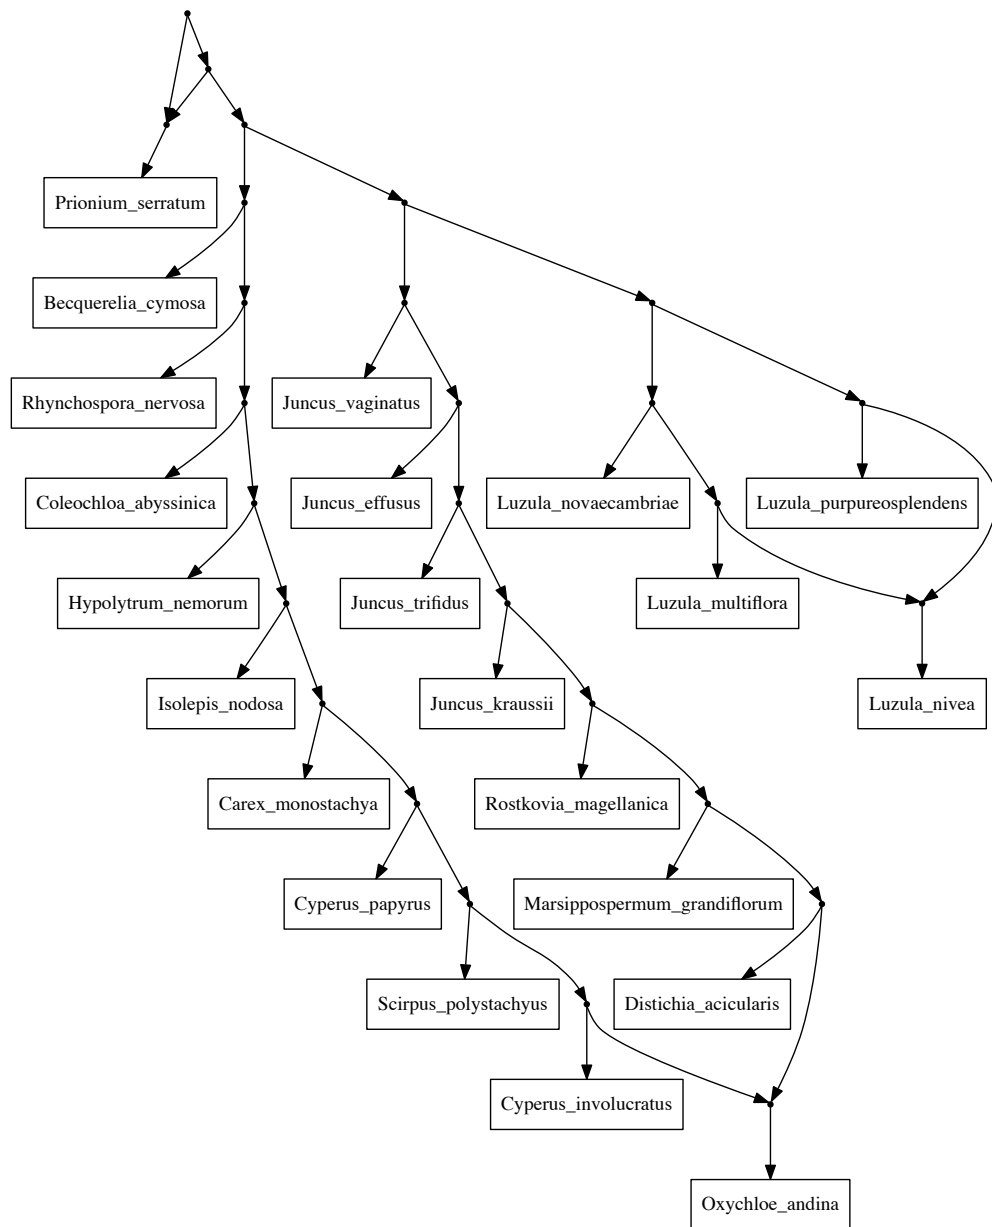 Prionium_serratum
Becquerelia_cymosa
Rhynchospora_nervosa
Juncus_vaginatus
Coleochloa_abyssinica
Juncus_effusus
Luzula_novaecambriae
Luzula_purpureosplendens
Hypolytrum_nemorum
Juncus_trifidus
Luzula_multiflora
Isolepis_nodosa
Juncus_kraussii
Luzula_nivea
Carex_monostachya
Rostkovia_magellanica
Cyperus_papyrus
Marsippospermum_grandiflorum
Scirpus_polystachyus
Distichia_acicularis
Cyperus_involucratus
Oxychloe_andina